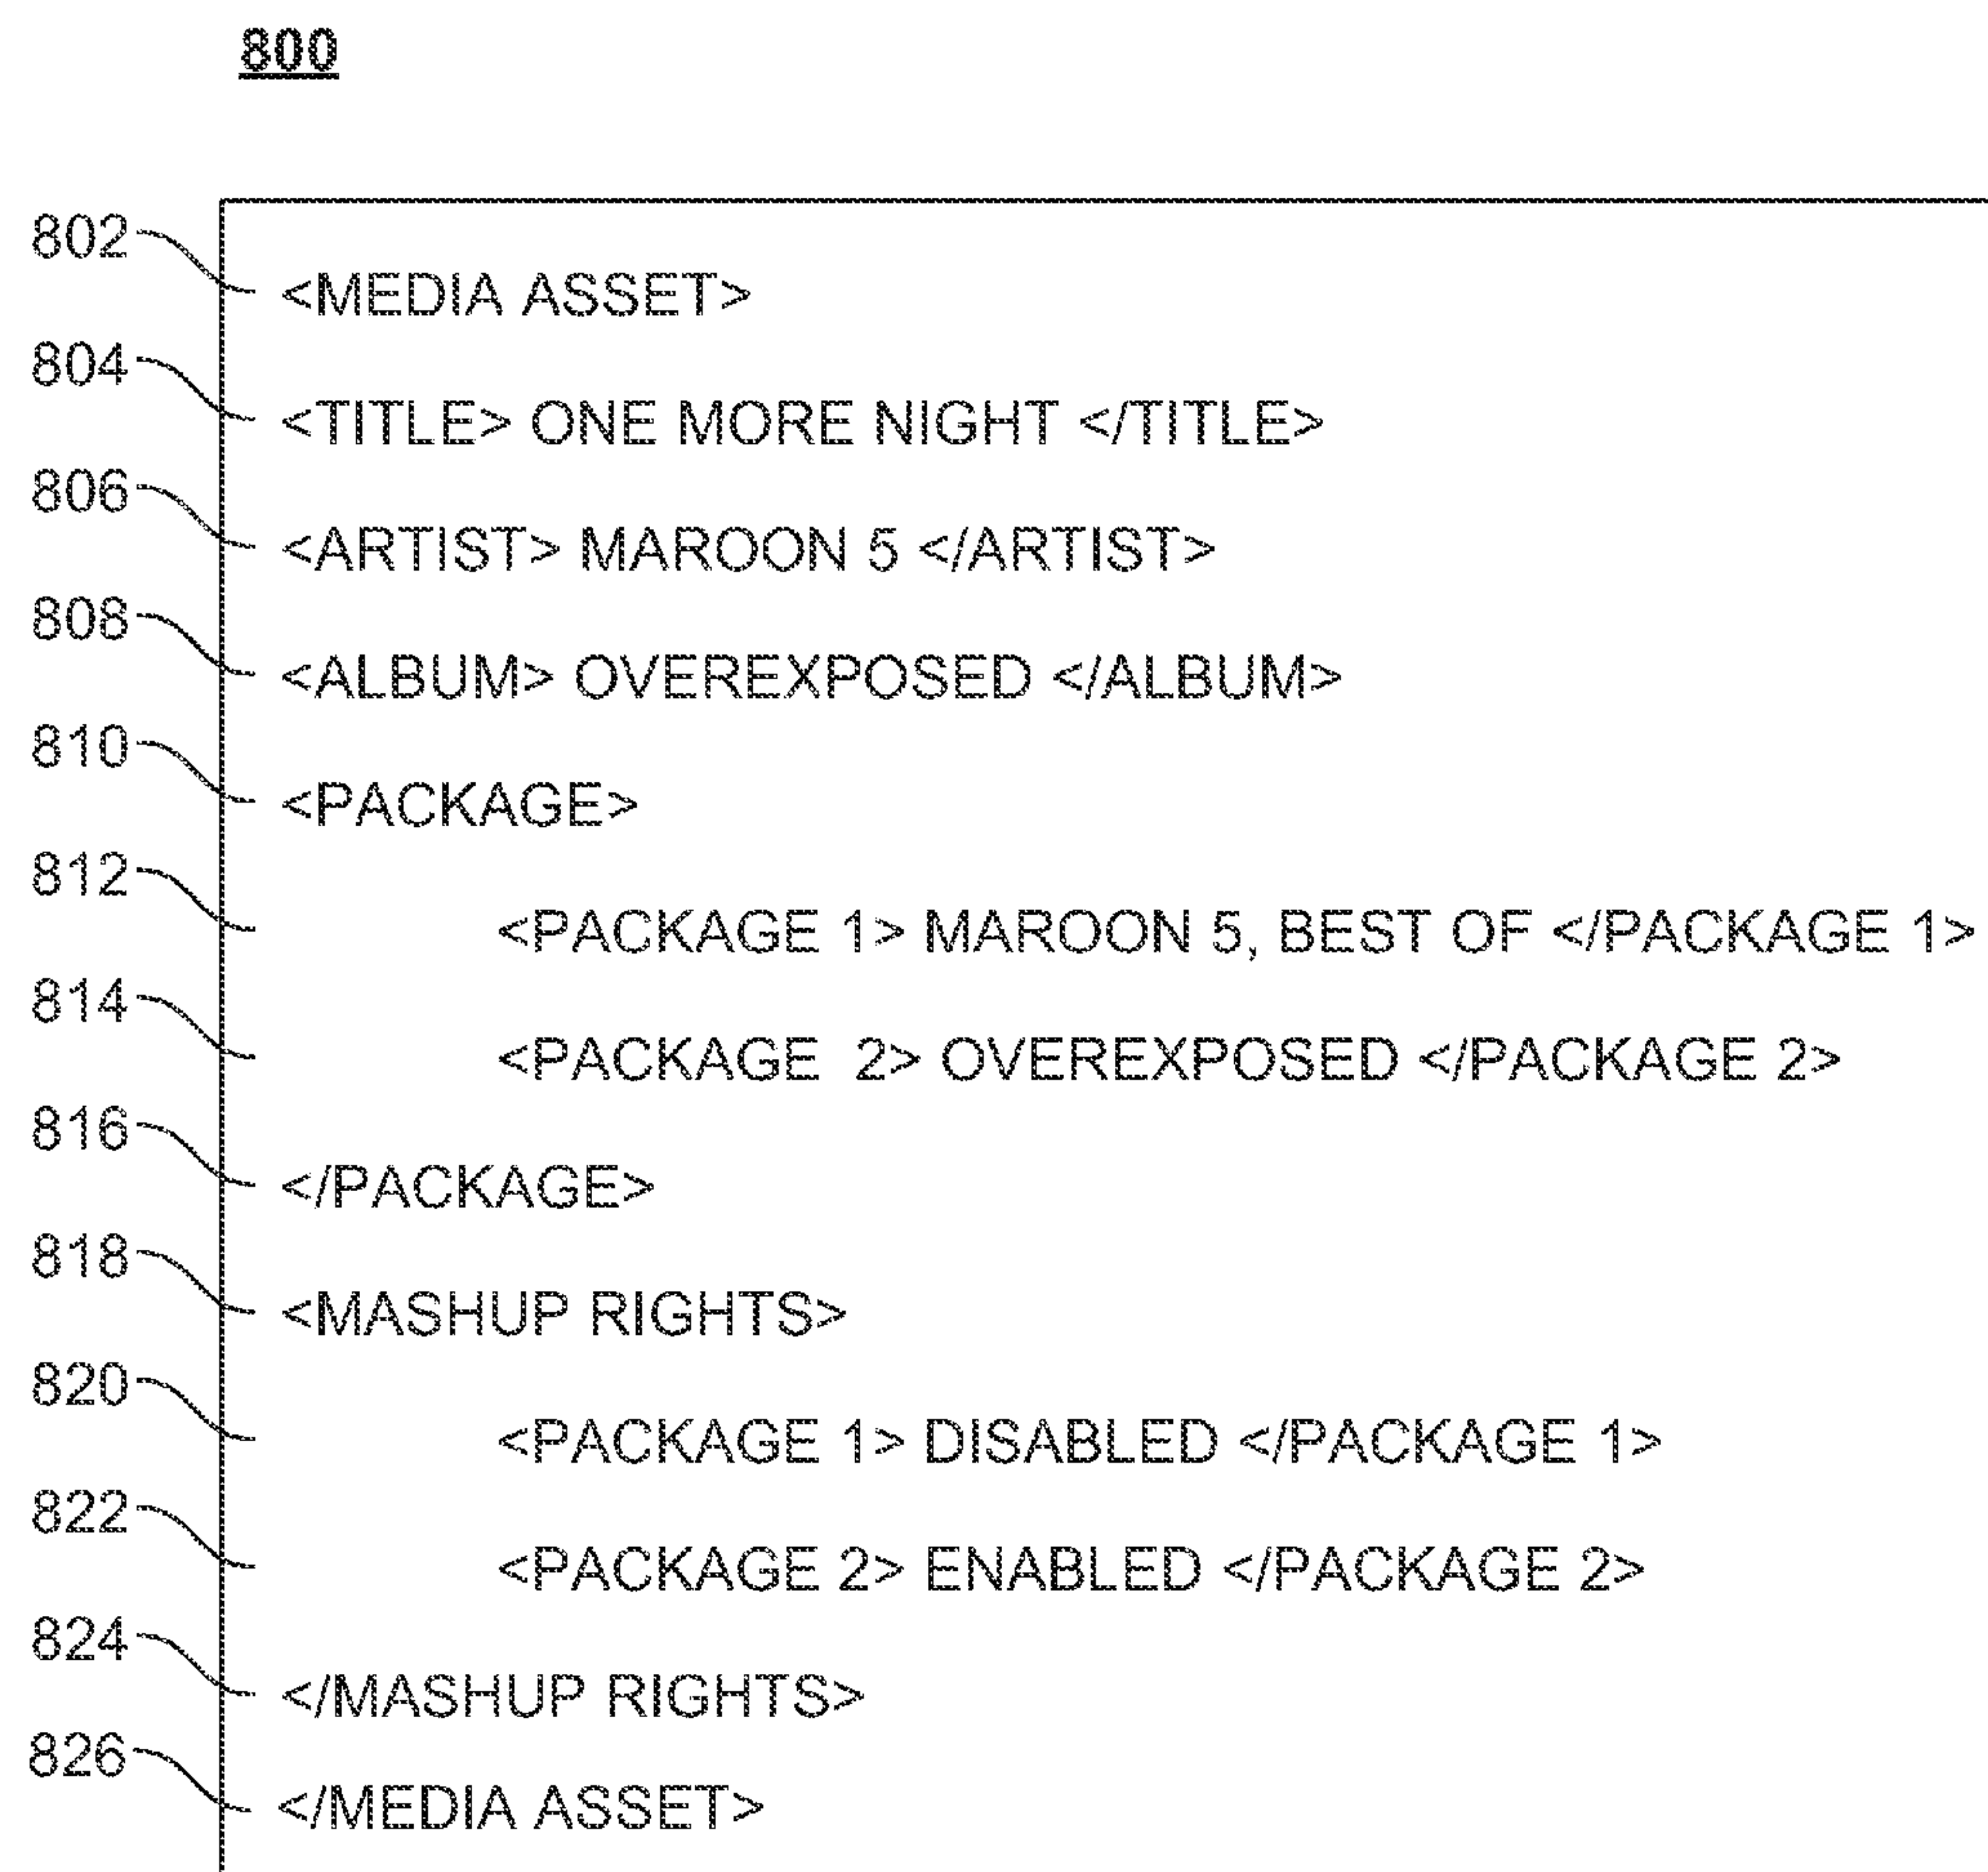 800
802 <MEDIA ASSET>
804 <TITLE> ONE MORE NIGHT </TITLE>
806 <ARTIST> MAROON 5 </ARTIST>
808 <ALBUM> OVEREXPOSED </ALBUM>
810 <PACKAGE>
812 <PACKAGE 1> MAROON 5, BEST OF </PACKAGE 1>
814 <PACKAGE 2> OVEREXPOSED </PACKAGE 2>
816 </PACKAGE>
818 <MASHUP RIGHTS>
820 <PACKAGE 1> DISABLED </PACKAGE 1>
822 <PACKAGE 2> ENABLED </PACKAGE 2>
824 </MASHUP RIGHTS>
826 </MEDIA ASSET>